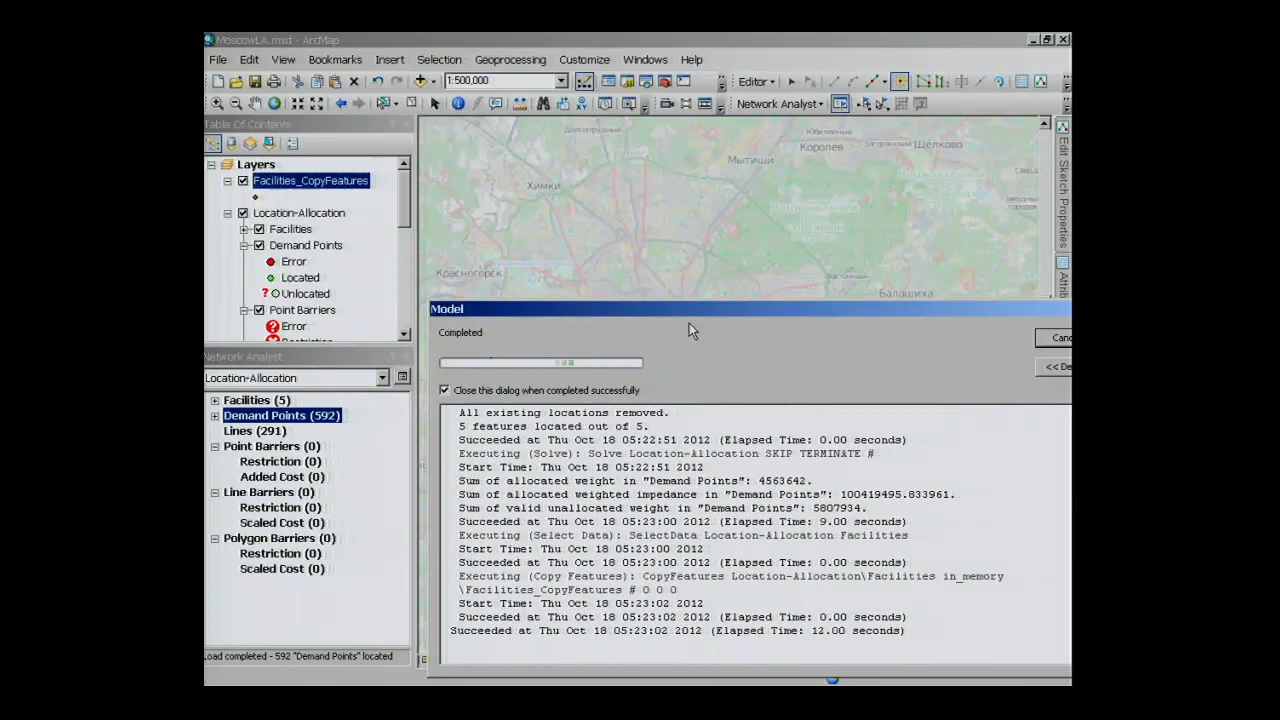 MoscowLA.mxd - ArcMap
File Edit View Bookmarks Insert Selection Geoprocessing Customize Windows Help
1:500,000 Editor
Network Analyst
Table Of Contents
Layers
Facilities_CopyFeatures
Location-Allocation
Facilities
Demand Points
Error
Located
? Unlocated
Point Barriers
Error
Network Analyst
Location-Allocation
Facilities (5)
Demand Points (592)
Lines (291)
Point Barriers (0)
Restriction (0)
Added Cost (0)
Line Barriers (0)
Restriction (0)
Scaled Cost (0)
Polygon Barriers (0)
Restriction (0)
Scaled Cost (0)
Load completed - 592 "Demand Points" located
Долгопрудный
Юбилейный
Королев
Щёлково
Мытищи
Химки
Красногорск
Балашиха
Edit Sketch Properties
Attrib
Model
Completed
Canc
<< De
Close this dialog when completed successfully
All existing locations removed.
5 features located out of 5.
Succeeded at Thu Oct 18 05:22:51 2012 (Elapsed Time: 0.00 seconds)
Executing (Solve): Solve Location-Allocation SKIP TERMINATE #
Start Time: Thu Oct 18 05:22:51 2012
Sum of allocated weight in "Demand Points": 4563642.
Sum of allocated weighted impedance in "Demand Points": 100419495.833961.
Sum of valid unallocated weight in "Demand Points": 5807934.
Succeeded at Thu Oct 18 05:23:00 2012 (Elapsed Time: 9.00 seconds)
Executing (Select Data): SelectData Location-Allocation Facilities
Start Time: Thu Oct 18 05:23:00 2012
Succeeded at Thu Oct 18 05:23:00 2012 (Elapsed Time: 0.00 seconds)
Executing (Copy Features): CopyFeatures Location-Allocation\Facilities in_memory
\Facilities_CopyFeatures # 0 0 0
Start Time: Thu Oct 18 05:23:02 2012
Succeeded at Thu Oct 18 05:23:02 2012 (Elapsed Time: 0.00 seconds)
Succeeded at Thu Oct 18 05:23:02 2012 (Elapsed Time: 12.00 seconds)